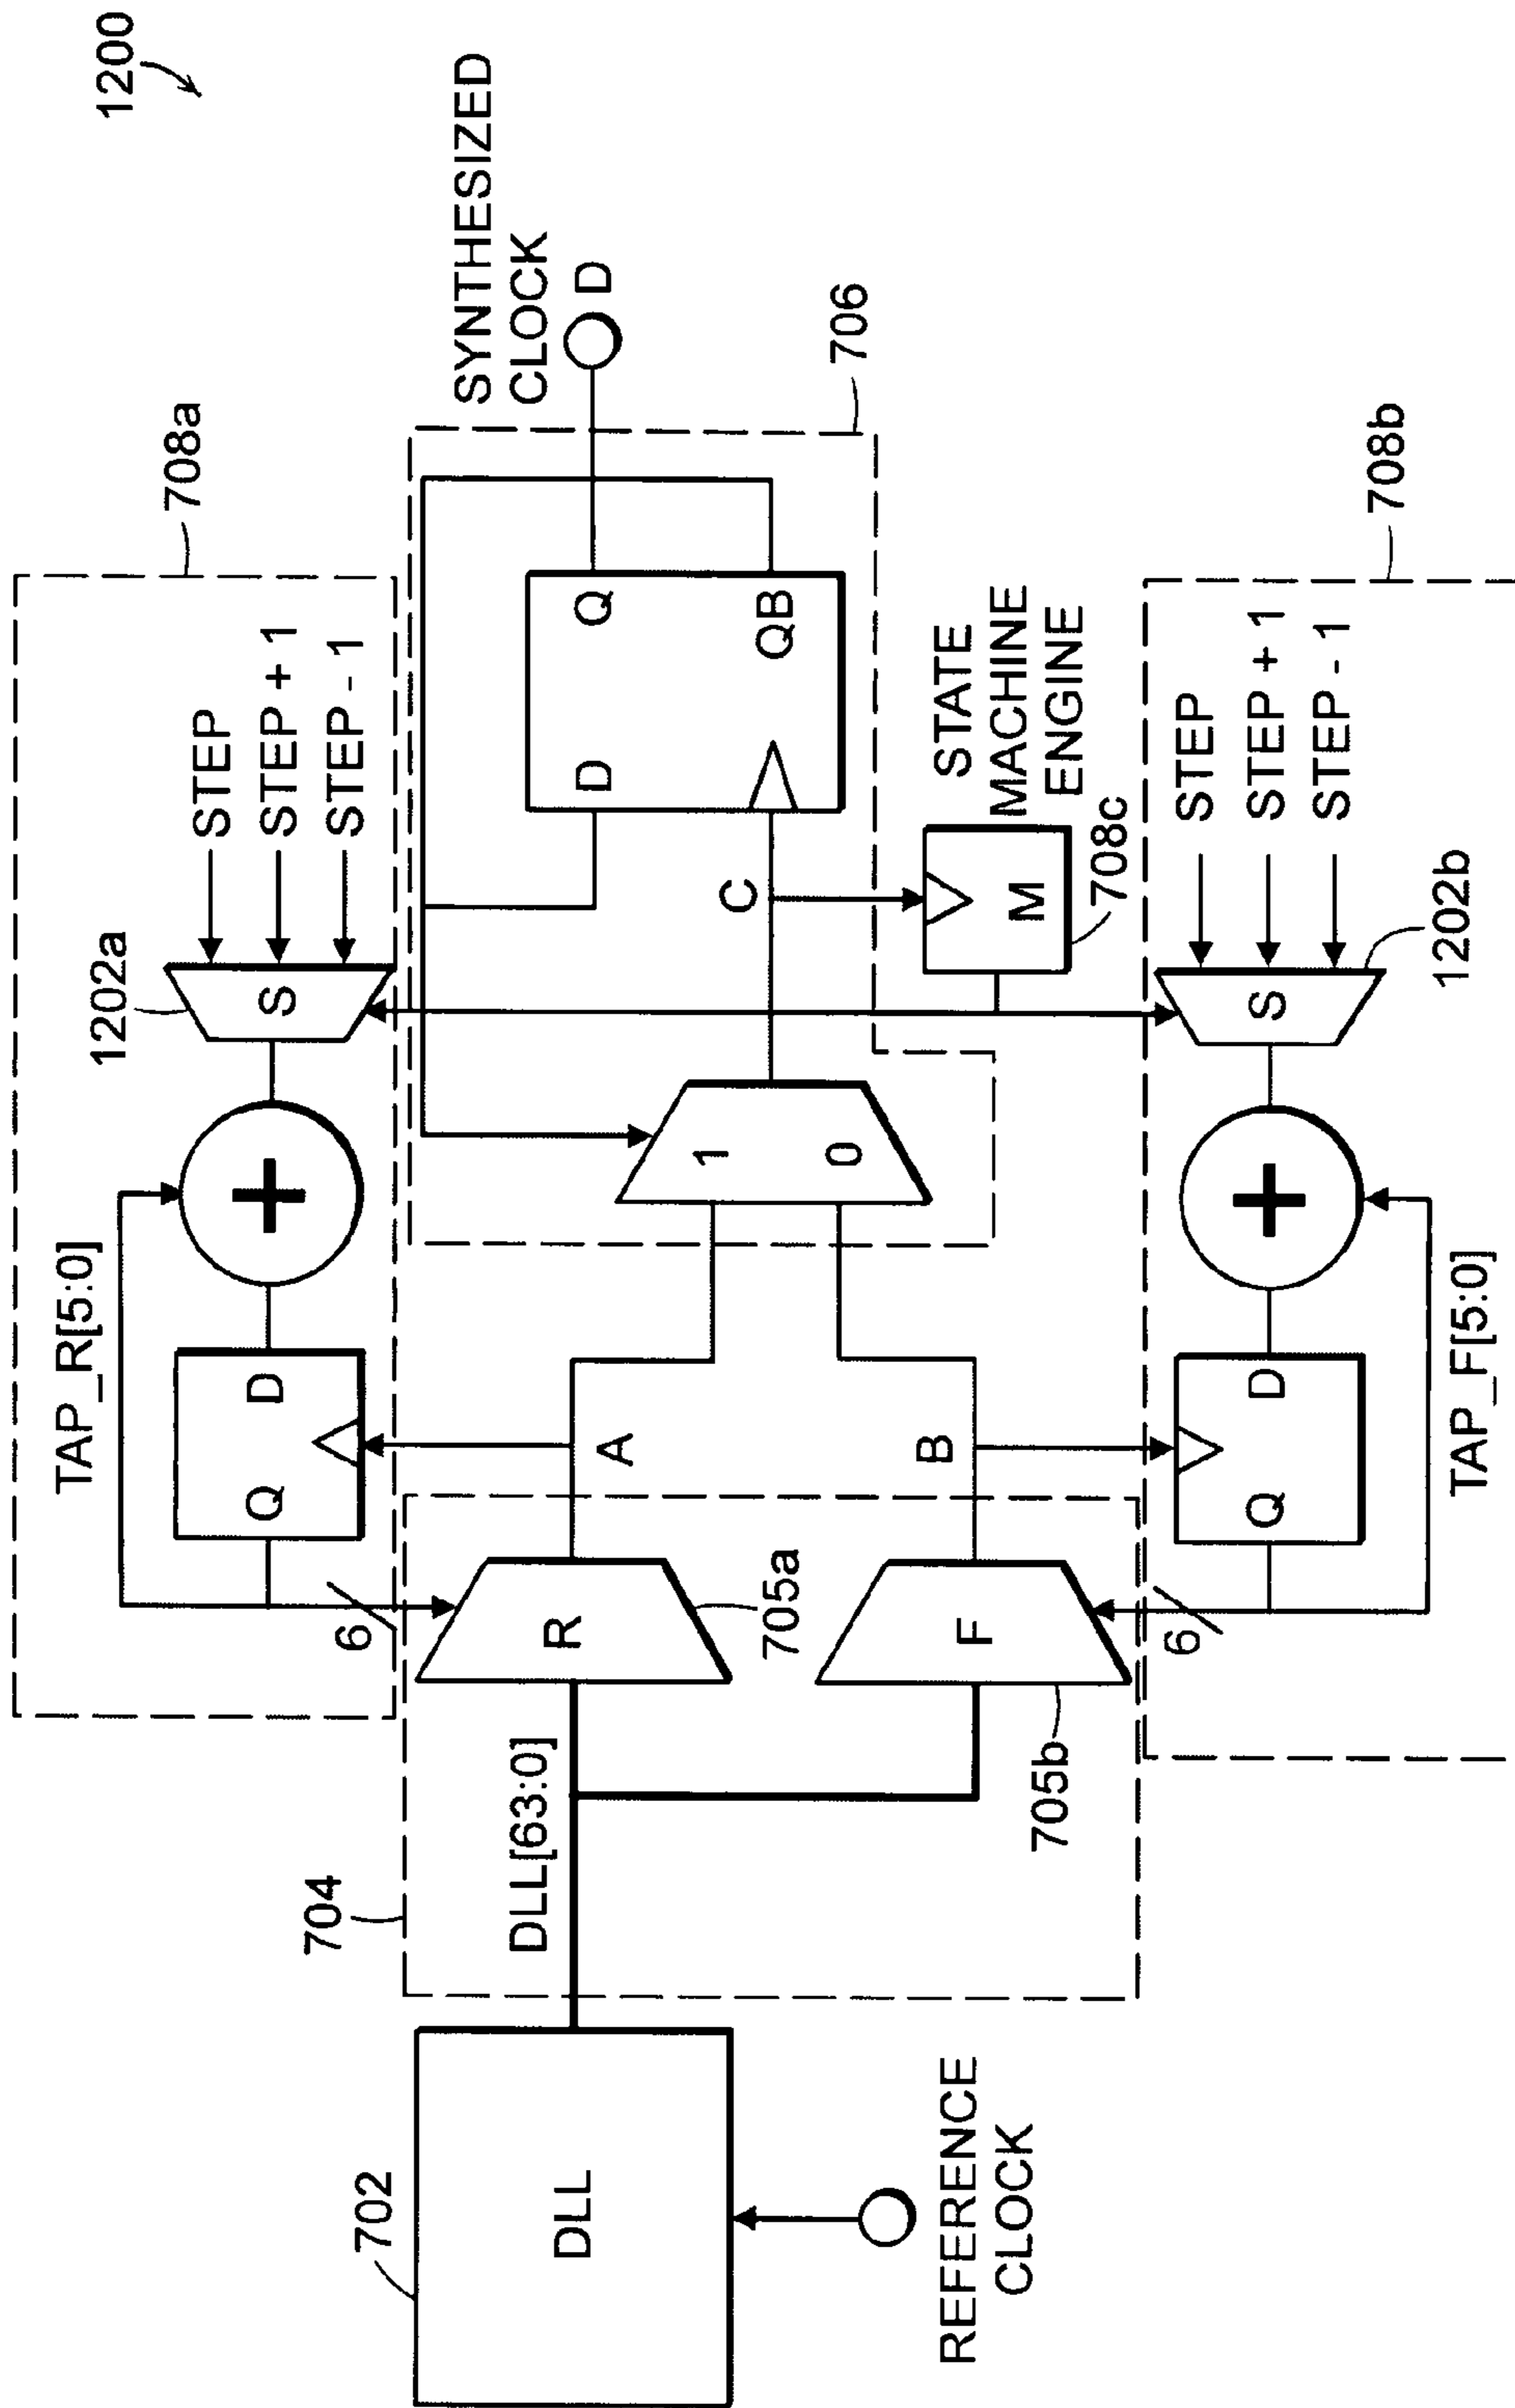 1200
708a
1202a
STEP
STEP + 1
STEP - 1
S
+
TAP_R[5:0]
Q
D
6
SYNTHESIZED
CLOCK
D
706
D
Q
QB
1
0
C
STATE
MACHINE
ENGINE
M
708c
704
R
705a
A
F
705b
B
DLL[63:0]
702
DLL
REFERENCE
CLOCK
708b
STEP
STEP + 1
STEP - 1
S
1202b
+
Q
D
6
TAP_F[5:0]